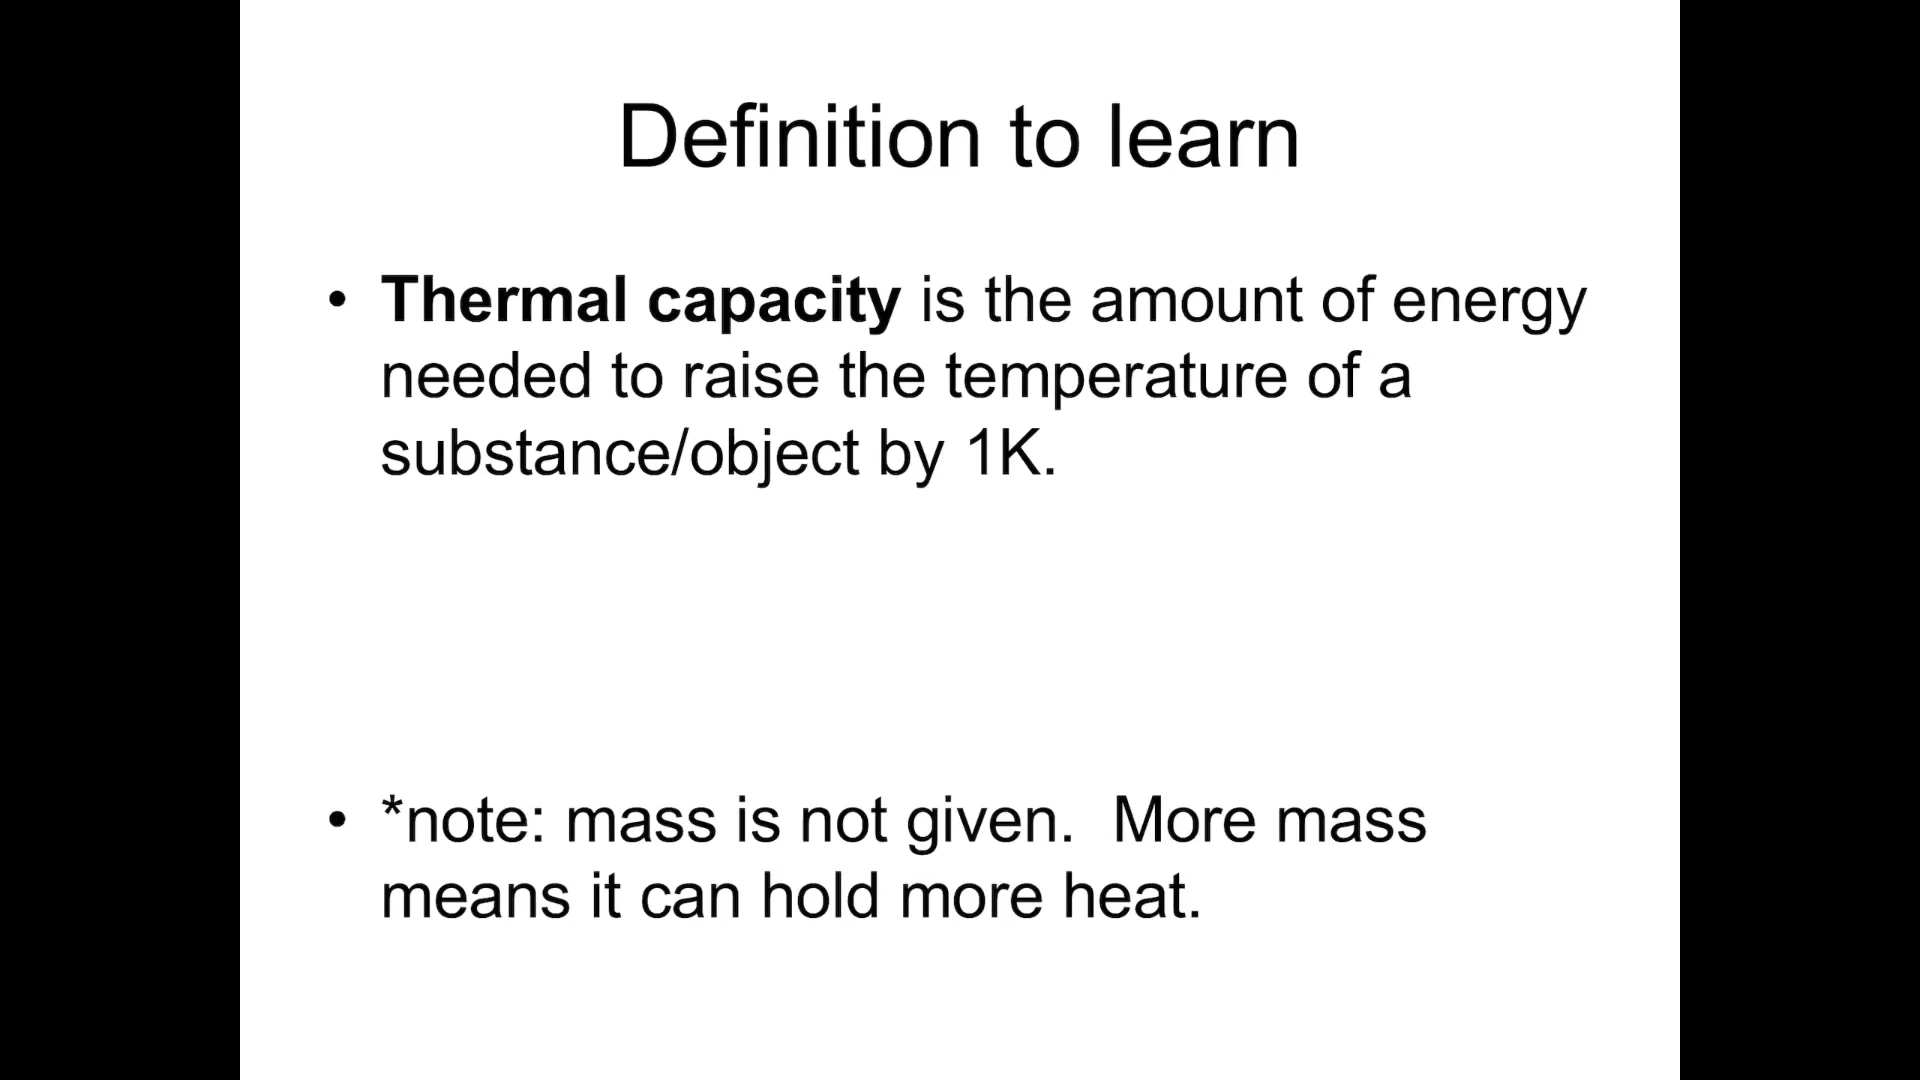 Definition to learn
• Thermal capacity is the amount of energy
needed to raise the temperature of a
substance/object by 1K.
• *note: mass is not given.  More mass
means it can hold more heat.